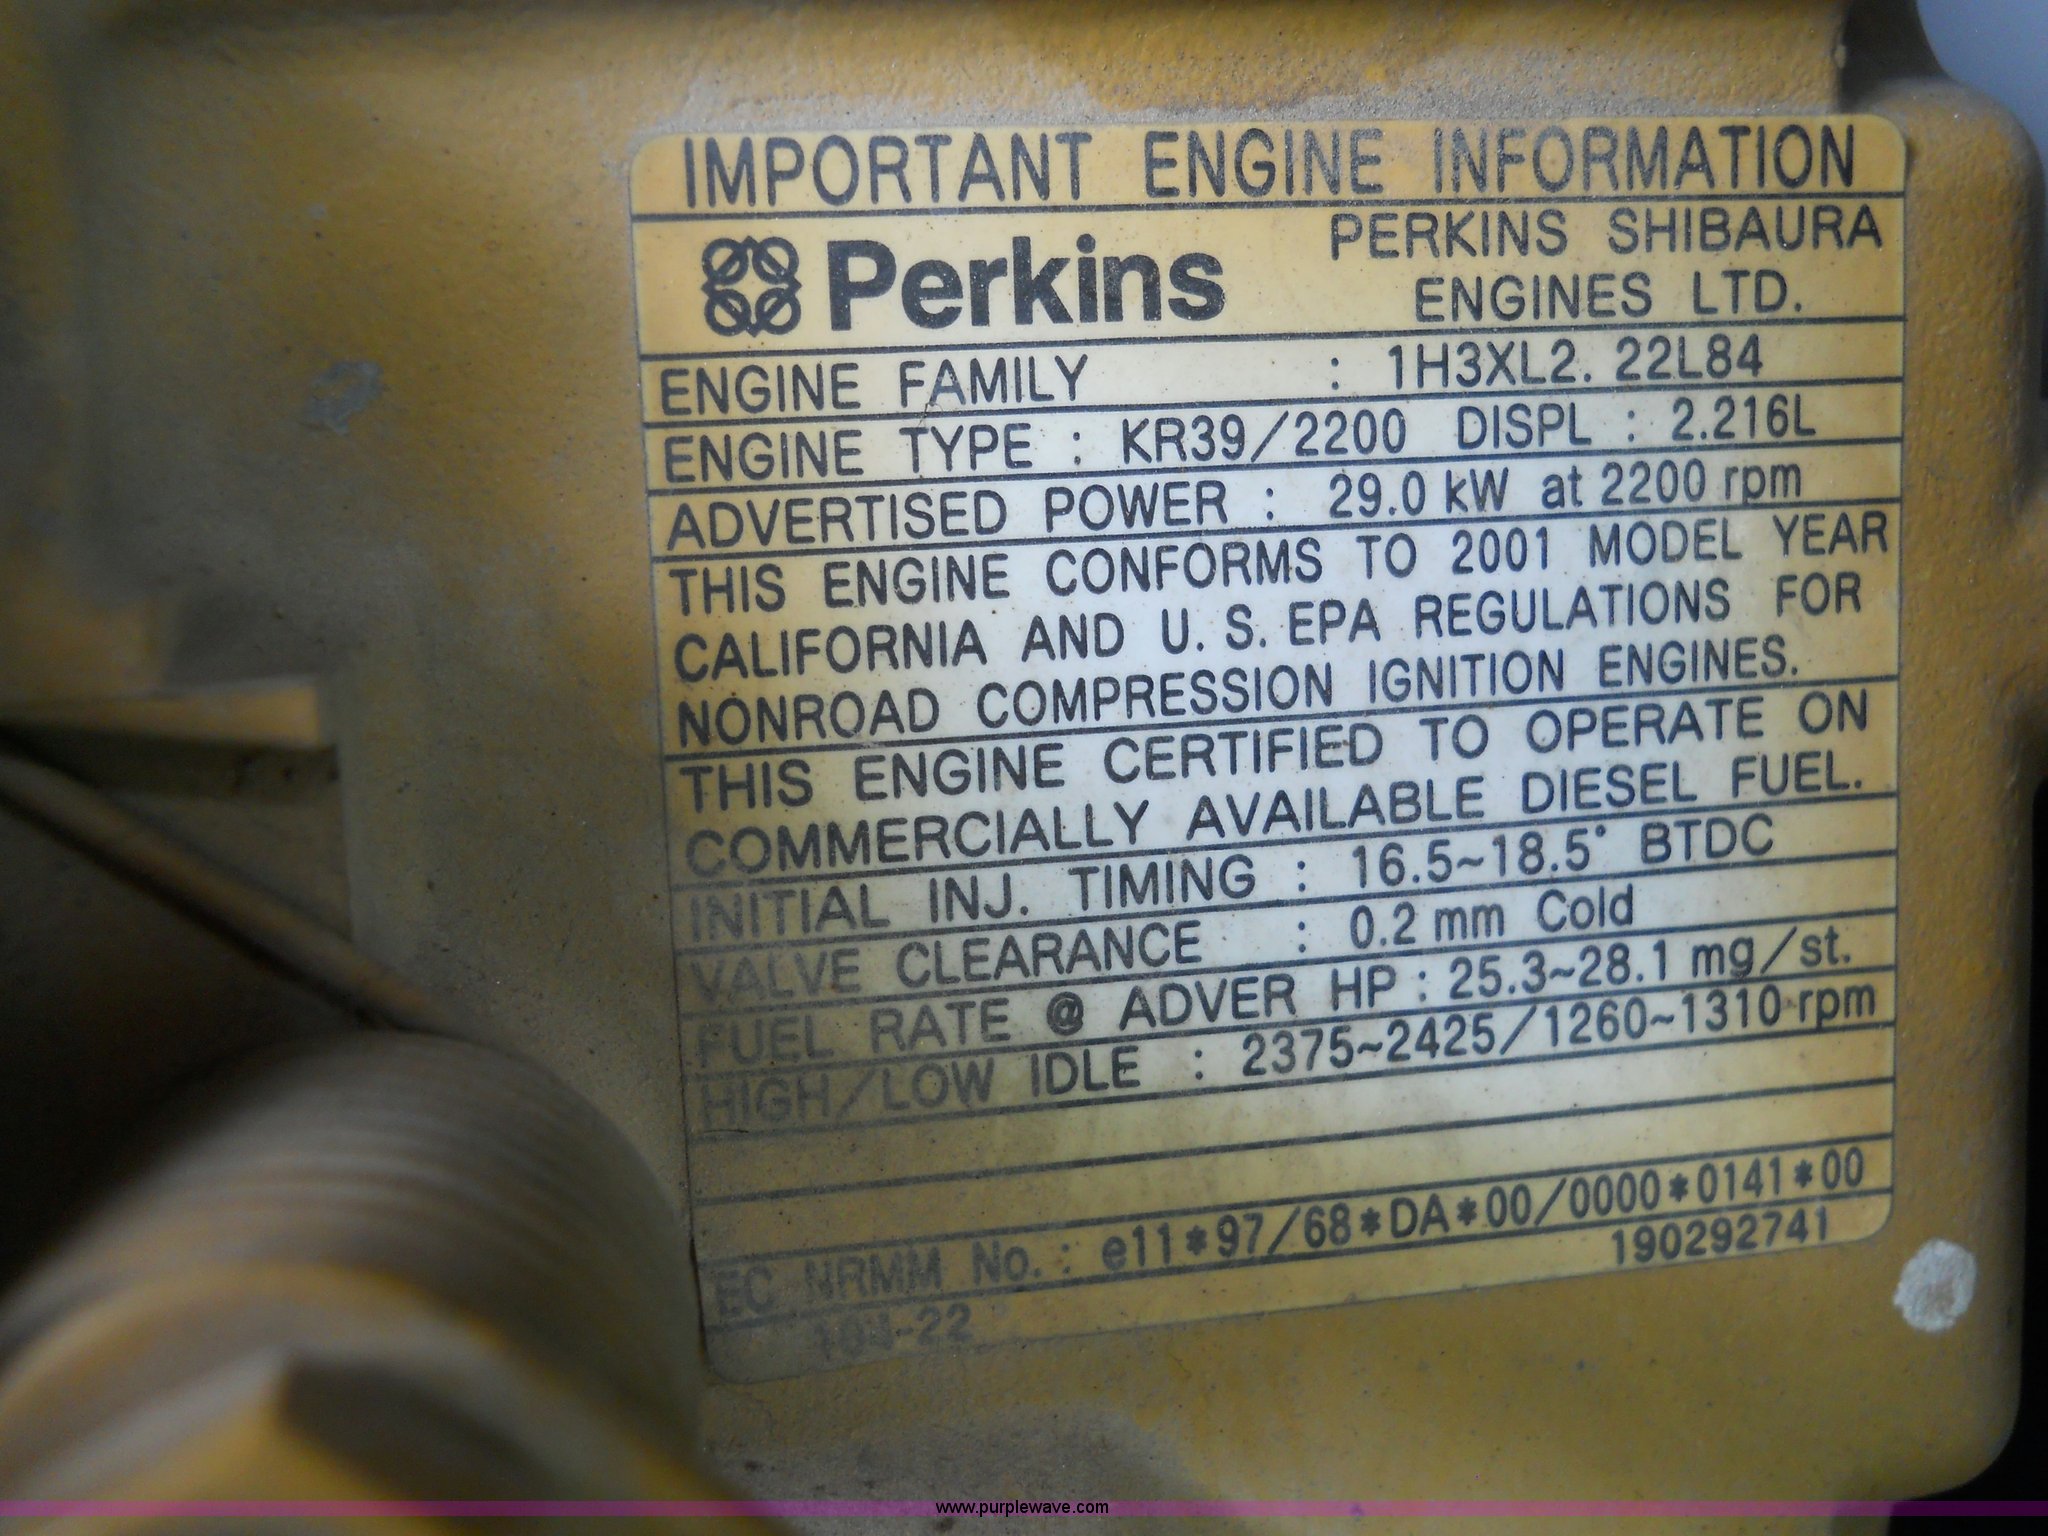 IMPORTANT ENGINE INFORMATION
Perkins
PERKINS SHIBAURA
ENGINES LTD.
ENGINE FAMILY : 1H3XL2. 22L84
ENGINE TYPE : KR39/2200 DISPL : 2.216L
ADVERTISED POWER : 29.0 kW at 2200 rpm
THIS ENGINE CONFORMS TO 2001 MODEL YEAR
CALIFORNIA AND U. S. EPA REGULATIONS FOR
NONROAD COMPRESSION IGNITION ENGINES.
THIS ENGINE CERTIFIED TO OPERATE ON
COMMERCIALLY AVAILABLE DIESEL FUEL.
INITIAL INJ. TIMING : 16.5~18.5° BTDC
VALVE CLEARANCE : 0.2 mm Cold
FUEL RATE @ ADVER HP : 25.3~28.1 mg/st.
HIGH/LOW IDLE : 2375~2425/1260~1310 rpm
EC NRMM No. : e11*97/68*DA*00/0000*0141*00
104-22 190292741
www.purplewave.com